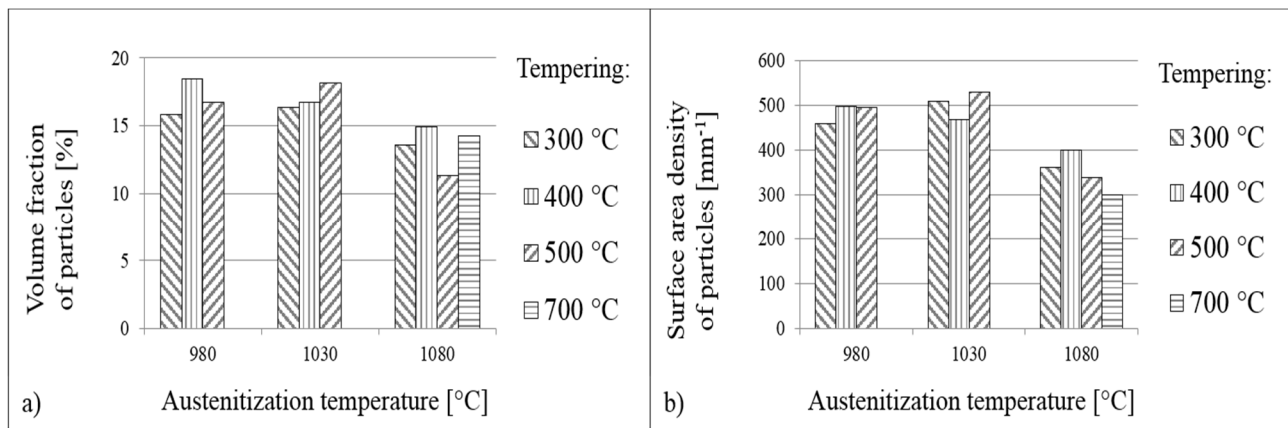 Volume fraction
of particles [%]
20
15
10
5
0
980 1030 1080
Austenitization temperature [°C]
a)
Tempering:
300 °C
400 °C
500 °C
700 °C
Surface area density
of particles [mm⁻¹]
600
500
400
300
200
100
0
980 1030 1080
Austenitization temperature [°C]
b)
Tempering:
300 °C
400 °C
500 °C
700 °C